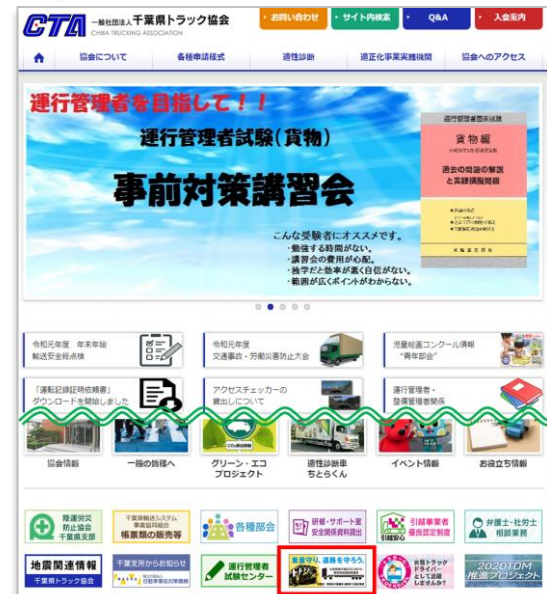 CTA 一般社団法人千葉県トラック協会
CHIBA TRUCKING ASSOCIATION
お問い合わせ
サイト内検索
Q&A
入会案内
協会について
各種申請様式
適性診断
適正化事業実施機関
協会へのアクセス
運行管理者を目指して!!
運行管理者試験(貨物)
事前対策講習会
こんな受験者にオススメです。
・勉強する時間がない。
・講習会の費用が心配。
・独学だと効率が悪く自信がない。
・範囲が広くポイントがわからない。
運行管理者国家試験
貨物編
過去の問題の解説
と実践模擬問題
令和元年度 年末年始
輸送安全総点検
令和元年度
交通事故・労働災害防止大会
児童絵画コンクール情報
"青年部会"
「運転記録証明依頼書」
ダウンロードを開始しました
アクセスチェッカーの
貸出しについて
運行管理者・
整備管理者関係
協会情報
一般の皆様へ
グリーン・エコ
プロジェクト
適性診断車
ちとらくん
イベント情報
お役立ち情報
陸運労災
防止協会
千葉県支部
千葉県輸送システム
事業協同組合
帳票類の販売等
各種部会
研修・サポート室
安全関係資料貸出
引越安心
引越事業者
優良認定制度
弁護士・社労士
相談業務
地震関連情報
千葉県トラック協会
千葉支所からお知らせ
自動車事故対策機構
運行管理者
試験センター
重量守り、道路を守ろう。
女性トラック
ドライバー
として活躍
しませんか?
2020TDM
推進プロジェクト